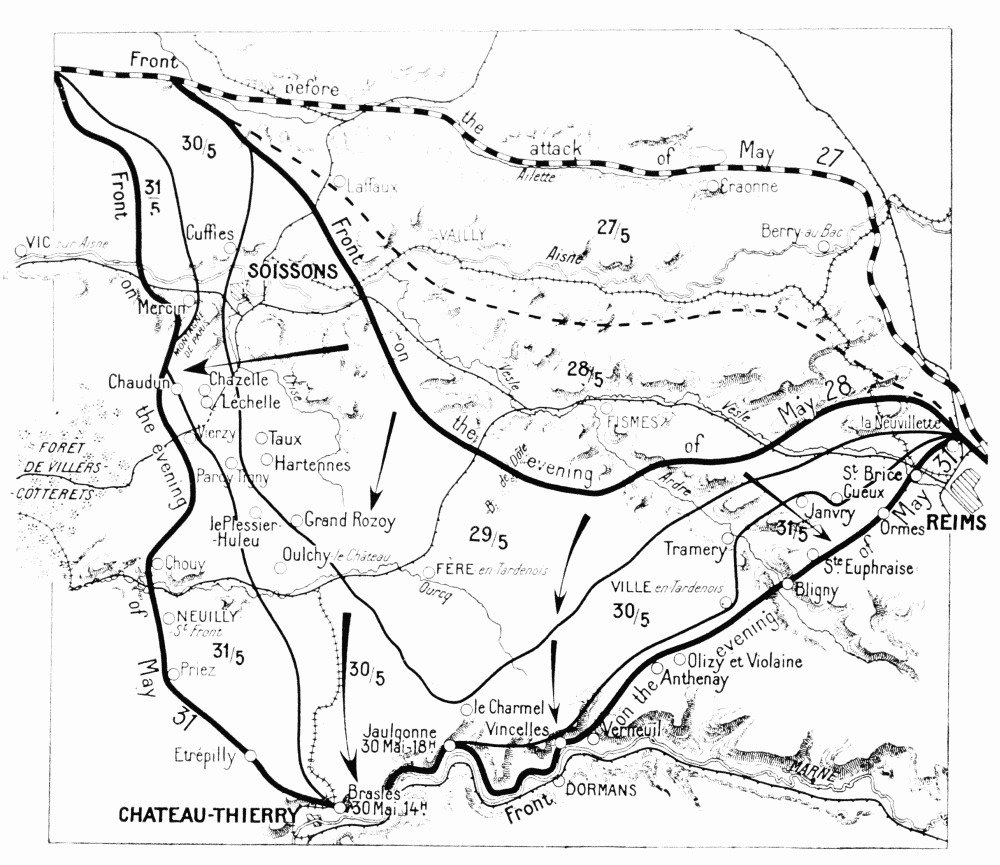 Front before the attack of May 27
30/5
31/5
Front on the evening of May 31
Laffaux
Ailette
Craonne
Cuffies
VAILLY
27/5
Berry-au-Bac
VIC sur Aisne
SOISSONS
Aisne
Front on the evening of May 28
Mercin
MONTAGNE DE PARIS
Chaudun
Chazelle
Lechelle
Crise
Vesle
28/5
Vesle
FISMES
la Neuvillette
Vierzy
Taux
Hartennes
Parcy-Tigny
FORÊT
DE VILLERS-
-COTTERETS
Ardre
St Brice
Gueux
Janvry
Ormes
REIMS
le Plessier
-Huleu
Grand Rozoy
29/5
31/5
Tramery
Ste Euphraise
Oulchy-le-Château
Chouy
FÈRE en-Tardenois
Ourcq
VILLE en-Tardenois
30/5
Bligny
NEUILLY
St Front
31/5
Priez
30/5
Olizy et Violaine
Anthenay
le Charmel
Vincelles
Verneuil
Jaulgonne
30 Mai-18H
Etrépilly
Brasles
30 Mai 14H
CHATEAU-THIERRY
DORMANS
MARNE
Front on the evening of May 31